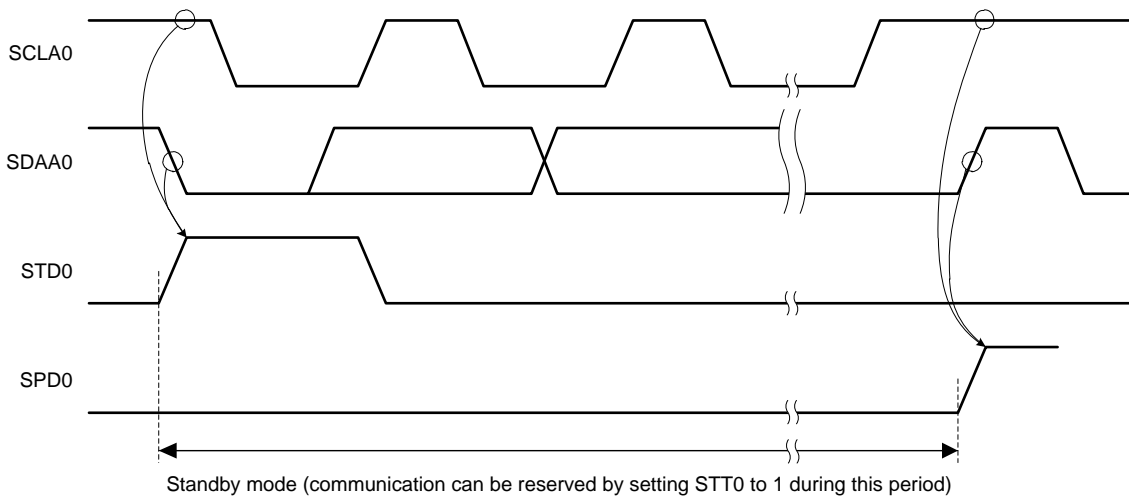 SCLA0
SDAA0
STD0
SPD0
Standby mode (communication can be reserved by setting STT0 to 1 during this period)